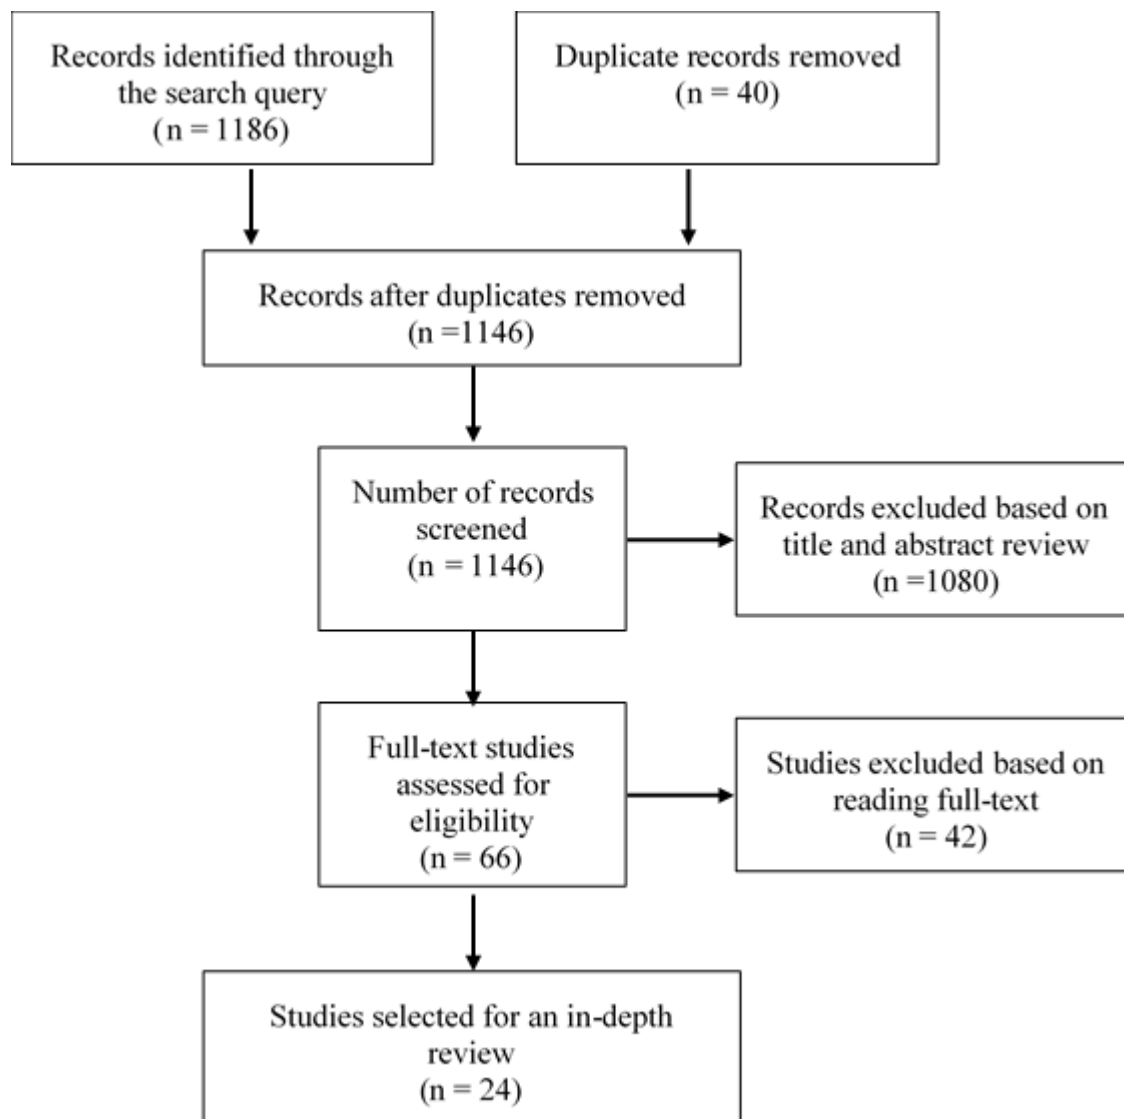 Records identified through
the search query
(n = 1186)
Duplicate records removed
(n = 40)
Records after duplicates removed
(n =1146)
Number of records
screened
(n = 1146)
Records excluded based on
title and abstract review
(n =1080)
Full-text studies
assessed for
eligibility
(n = 66)
Studies excluded based on
reading full-text
(n = 42)
Studies selected for an in-depth
review
(n = 24)